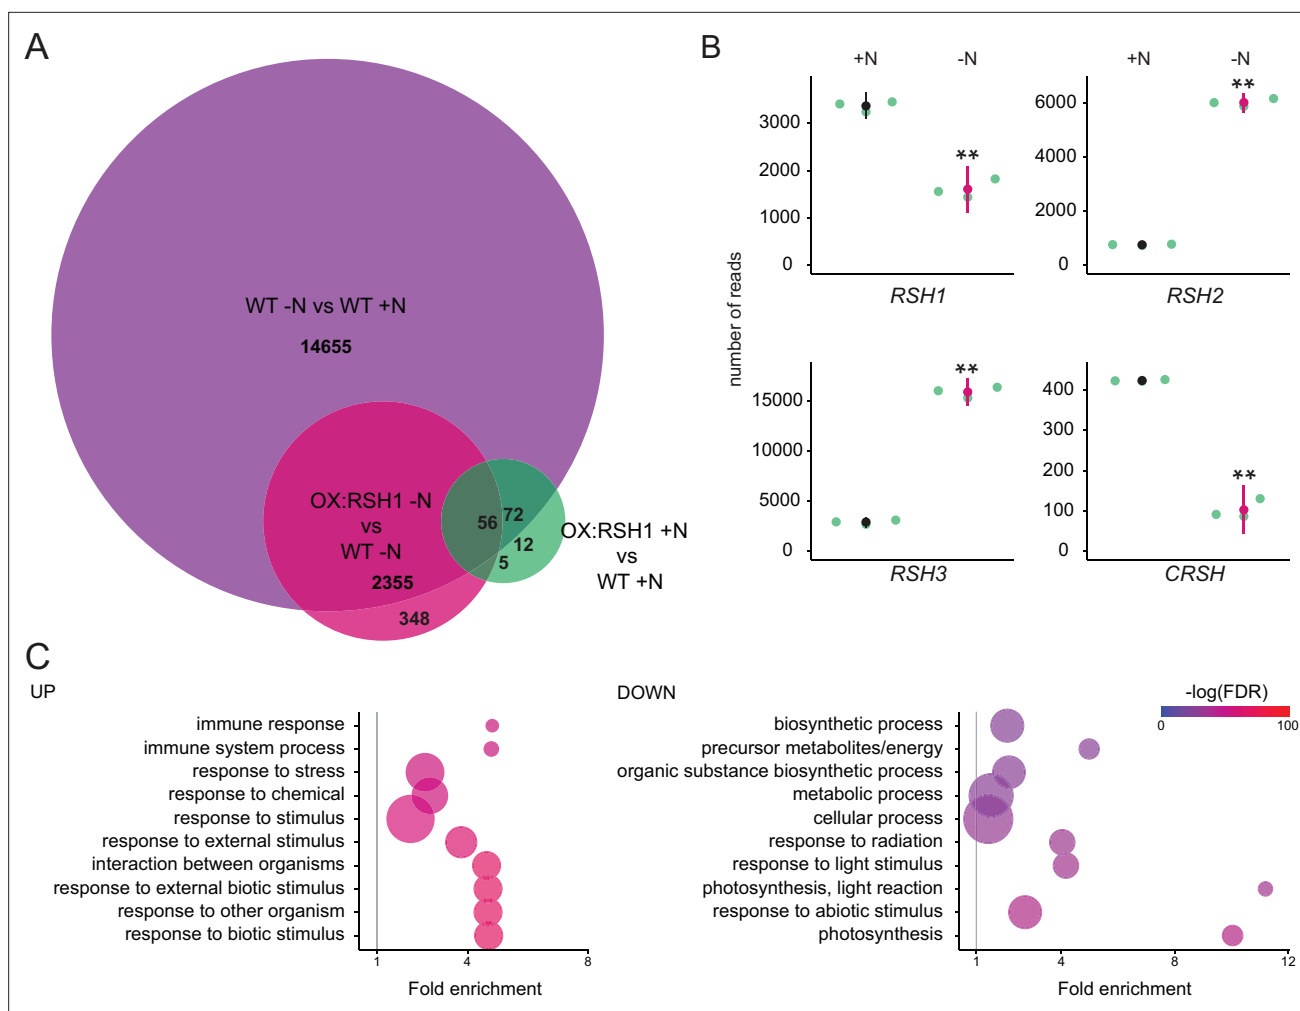 A
WT -N vs WT +N
14655
OX:RSH1 -N
vs
WT -N
2355
348
56
72
12
5
OX:RSH1 +N
vs
WT +N
B
number of reads
+N
-N
3000
2000
1000
0
**
RSH1
+N
-N
6000
4000
2000
0
**
RSH2
15000
10000
5000
0
**
RSH3
400
300
200
100
0
**
CRSH
C
UP
immune response
immune system process
response to stress
response to chemical
response to stimulus
response to external stimulus
interaction between organisms
response to external biotic stimulus
response to other organism
response to biotic stimulus
1 4 8
Fold enrichment
DOWN
-log(FDR)
0 100
biosynthetic process
precursor metabolites/energy
organic substance biosynthetic process
metabolic process
cellular process
response to radiation
response to light stimulus
photosynthesis, light reaction
response to abiotic stimulus
photosynthesis
1 4 8 12
Fold enrichment